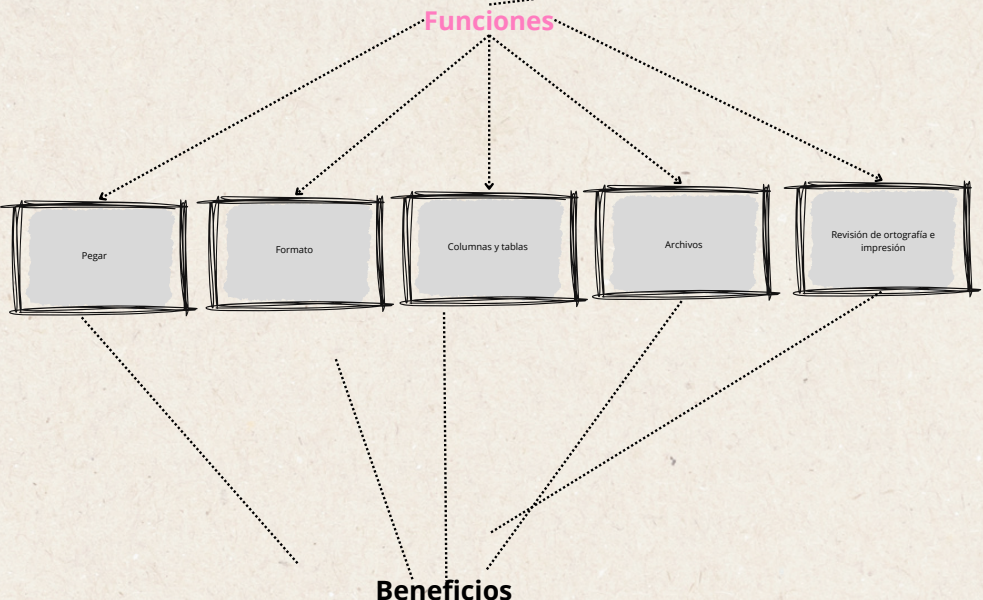 Funciones
Pegar
Formato
Columnas y tablas
Archivos
Revisión de ortografía e
impresión
Beneficios